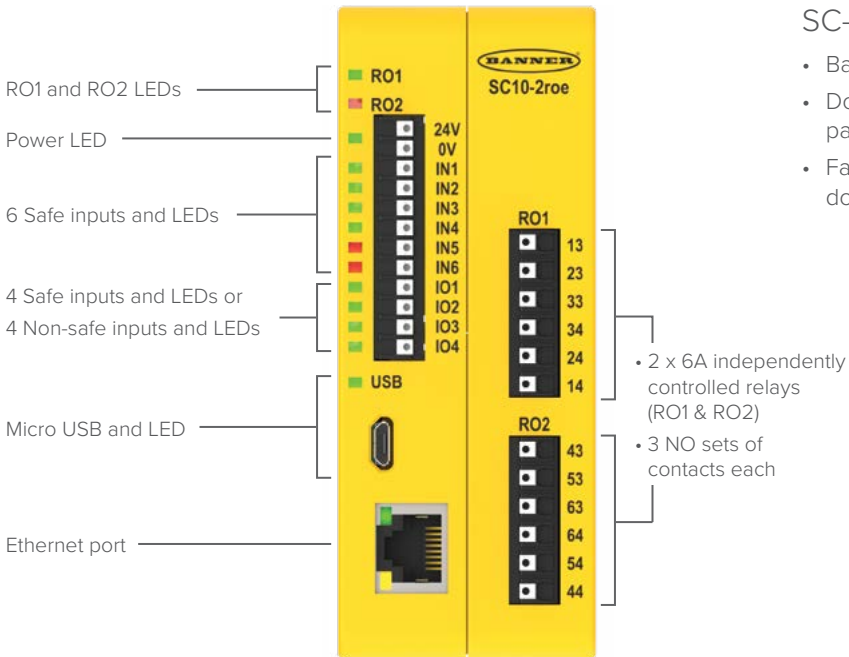 RO1 and RO2 LEDs
Power LED
6 Safe inputs and LEDs
4 Safe inputs and LEDs or
4 Non-safe inputs and LEDs
Micro USB and LED
Ethernet port
RO1
RO2
24V
0V
IN1
IN2
IN3
IN4
IN5
IN6
IO1
IO2
IO3
IO4
USB
BANNER
SC10-2roe
RO1
13
23
33
34
24
14
RO2
43
53
63
64
54
44
• 2 x 6A independently
controlled relays
(RO1 & RO2)
• 3 NO sets of
contacts each
SC-
• Ba
• Do
pa
• Fa
do